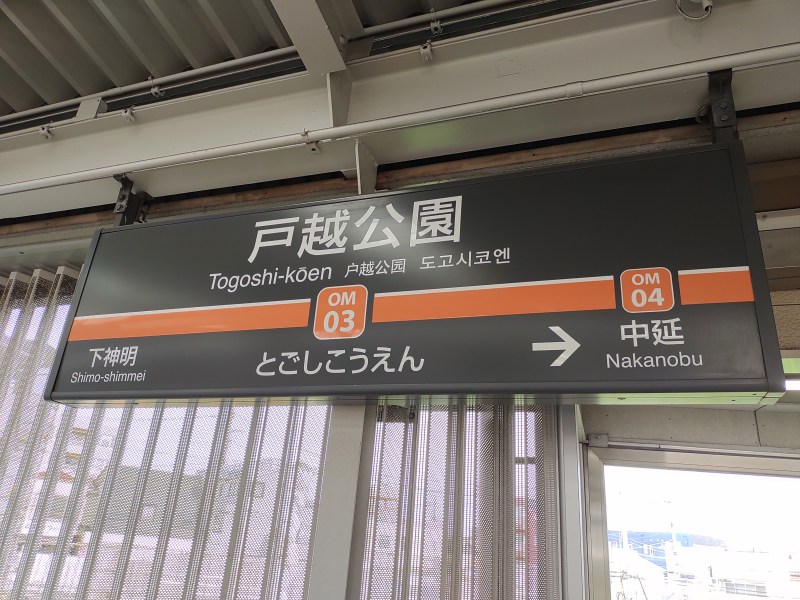 戸越公園
Togoshi-kōen 户越公园 도고시코엔
OM
03
OM
04
下神明
Shimo-shimmei
とごしこうえん
→
中延
Nakanobu